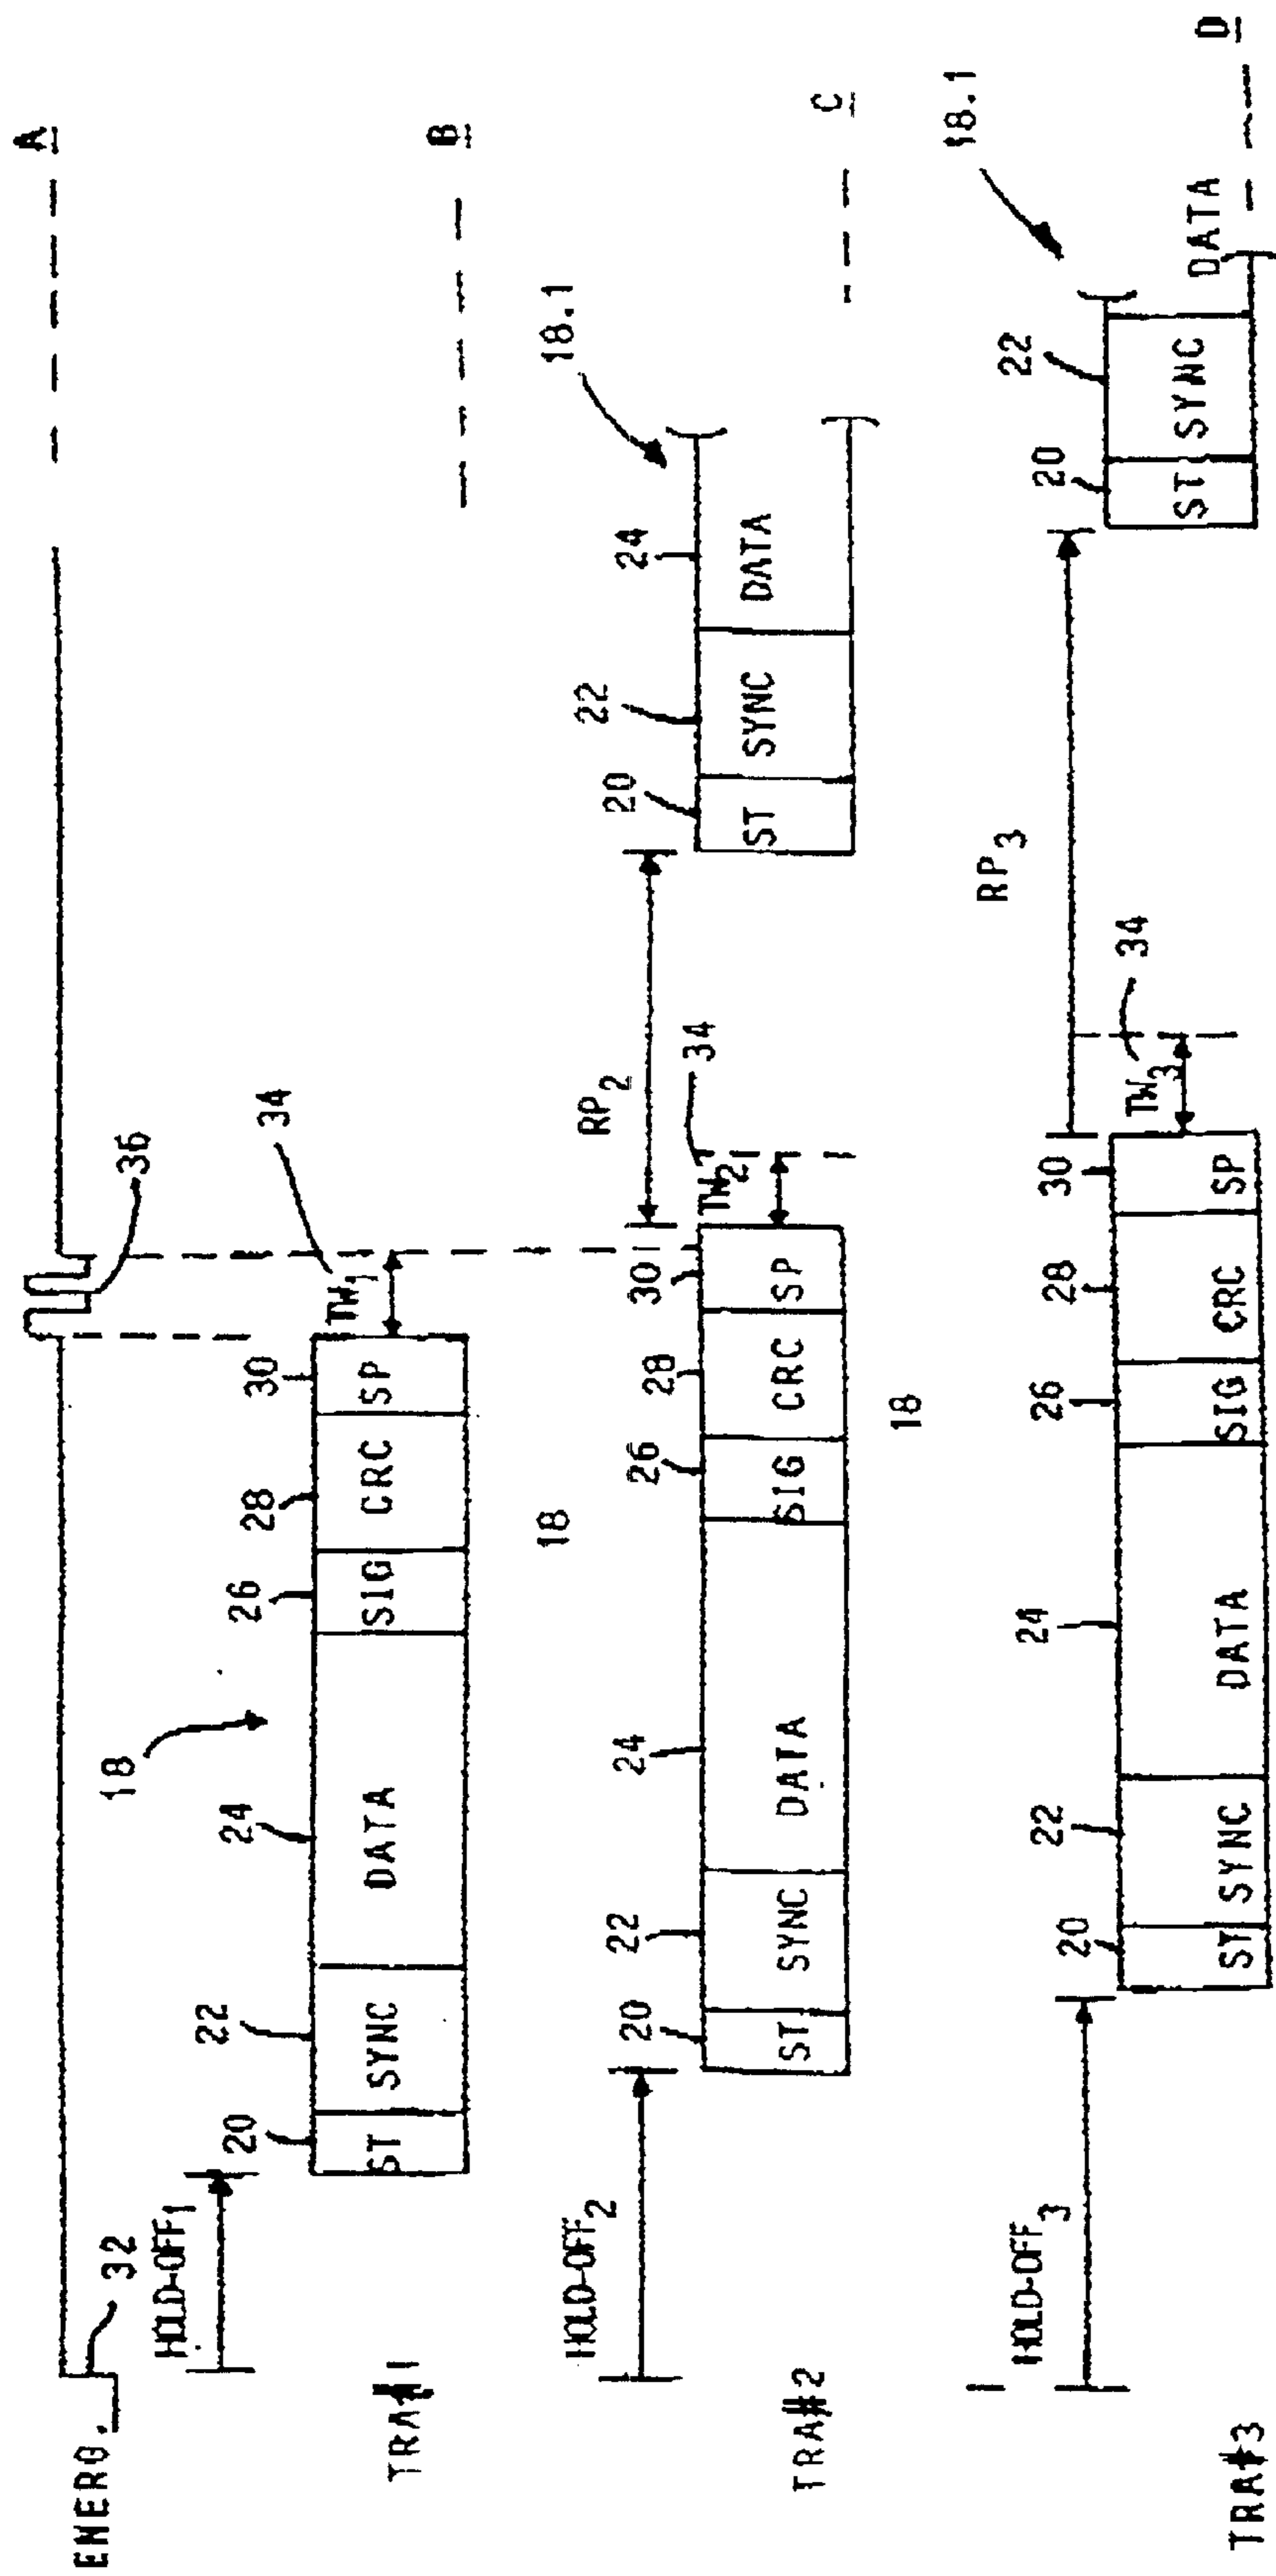 A
ENERG.
32
36
HOLD-OFF1
18
34
TW1
20 22 24 26 28 30
ST SYNC DATA SIG CRC SP
TRA#1
B
18
HOLD-OFF2
RP2
18.1
34
TW2
20 22 24 26 28 30
ST SYNC DATA SIG CRC SP
20 22 24
ST SYNC DATA
TRA#2
C
18
HOLD-OFF3
RP3
18.1
34
TW3
20 22 24 26 28 30
ST SYNC DATA SIG CRC SP
20 22
ST SYNC DATA
TRA#3
D